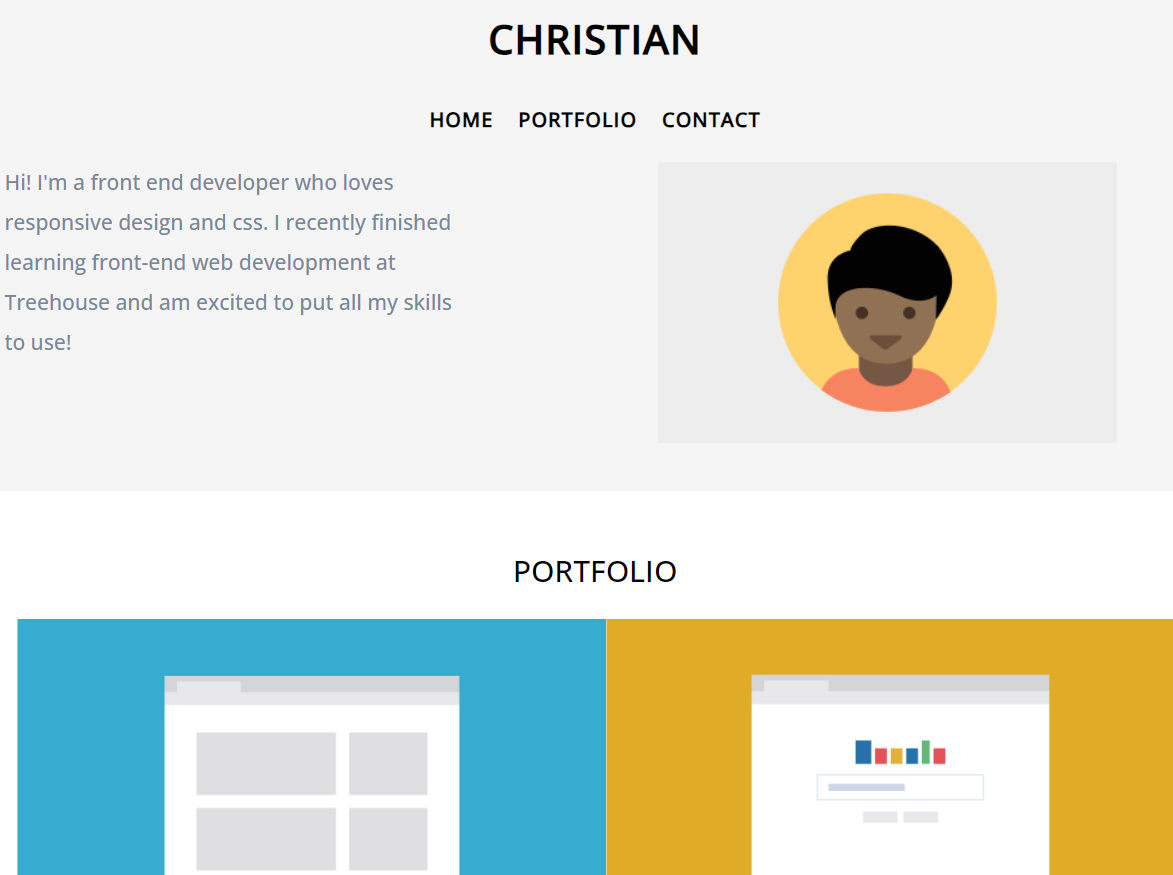 CHRISTIAN
HOME PORTFOLIO CONTACT
Hi! I'm a front end developer who loves
responsive design and css. I recently finished
learning front-end web development at
Treehouse and am excited to put all my skills
to use!
PORTFOLIO